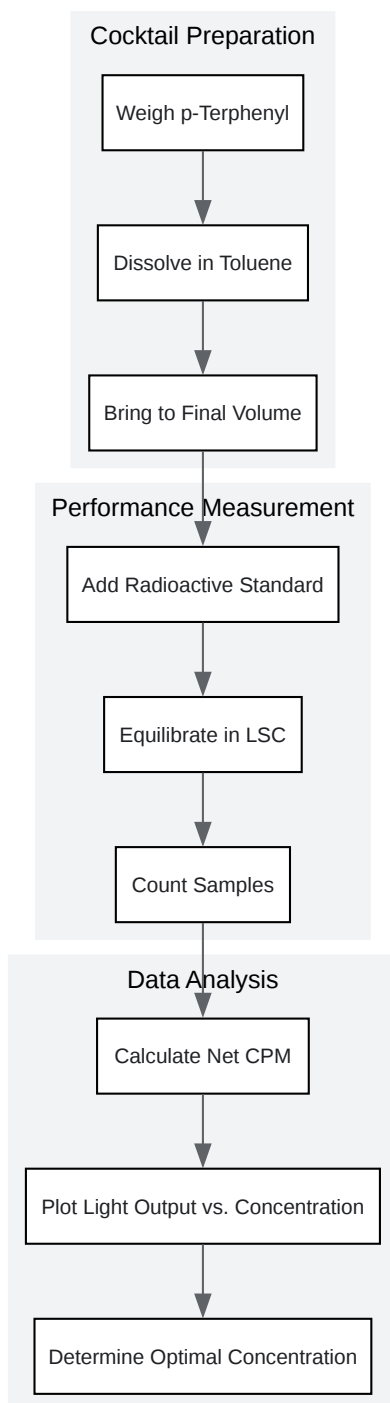 Cocktail Preparation
Weigh p-Terphenyl
Dissolve in Toluene
Bring to Final Volume
Performance Measurement
Add Radioactive Standard
Equilibrate in LSC
Count Samples
Data Analysis
Calculate Net CPM
Plot Light Output vs. Concentration
Determine Optimal Concentration